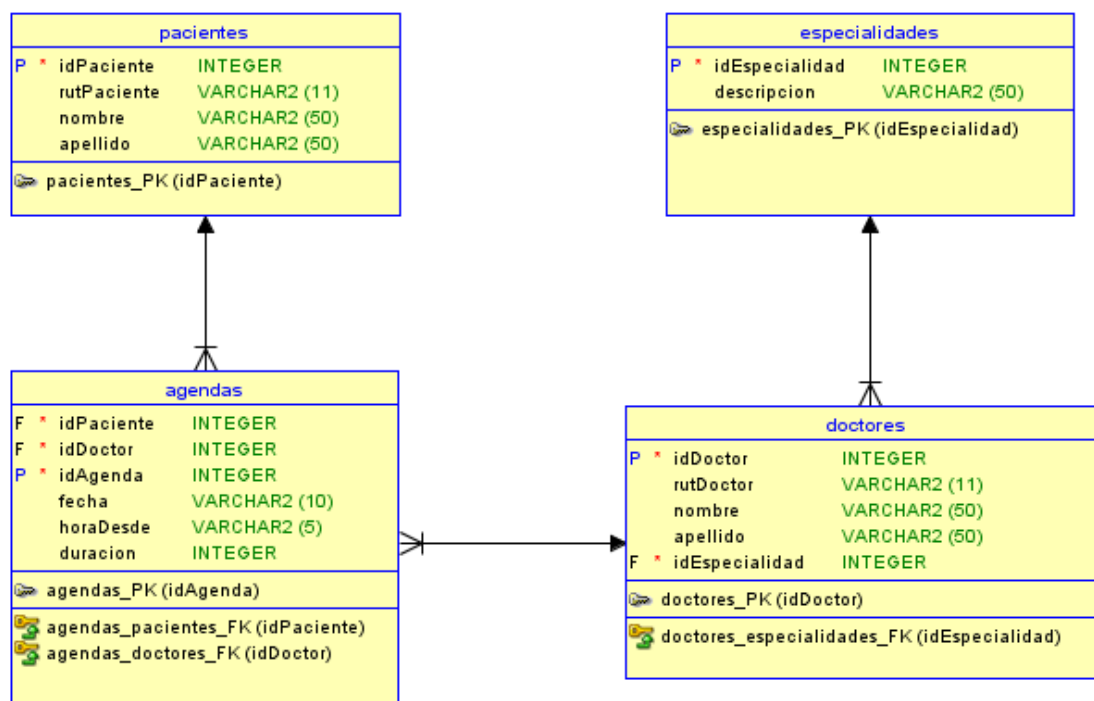 pacientes
P * idPaciente INTEGER
rutPaciente VARCHAR2 (11)
nombre VARCHAR2 (50)
apellido VARCHAR2 (50)
pacientes_PK (idPaciente)
especialidades
P * idEspecialidad INTEGER
descripcion VARCHAR2 (50)
especialidades_PK (idEspecialidad)
agendas
F * idPaciente INTEGER
F * idDoctor INTEGER
P * idAgenda INTEGER
fecha VARCHAR2 (10)
horaDesde VARCHAR2 (5)
duracion INTEGER
agendas_PK (idAgenda)
agendas_pacientes_FK (idPaciente)
agendas_doctores_FK (idDoctor)
doctores
P * idDoctor INTEGER
rutDoctor VARCHAR2 (11)
nombre VARCHAR2 (50)
apellido VARCHAR2 (50)
F * idEspecialidad INTEGER
doctores_PK (idDoctor)
doctores_especialidades_FK (idEspecialidad)